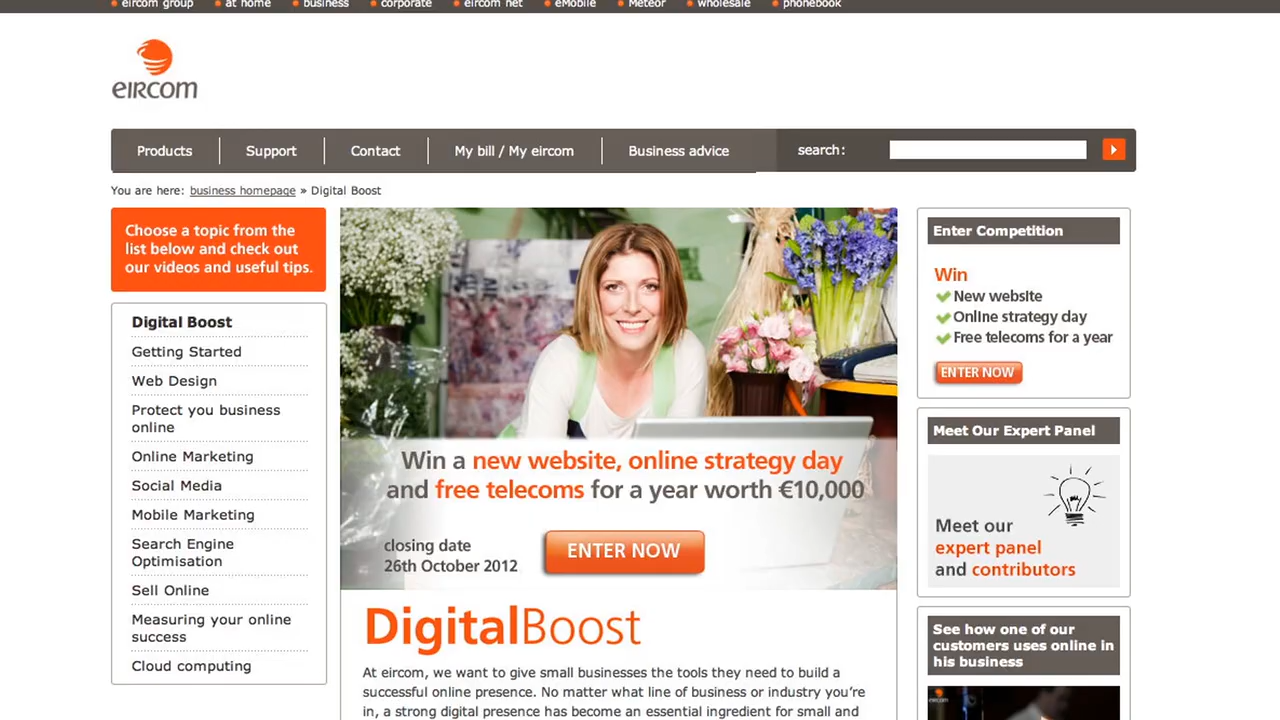 eircom group
at home
business
corporate
eircom net
eMobile
Meteor
wholesale
phonebook
eircom
Products
Support
Contact
My bill / My eircom
Business advice
search:
You are here: business homepage » Digital Boost
Choose a topic from the
list below and check out
our videos and useful tips.
Digital Boost
Getting Started
Web Design
Protect you business
online
Online Marketing
Social Media
Mobile Marketing
Search Engine
Optimisation
Sell Online
Measuring your online
success
Cloud computing
Win a new website, online strategy day
and free telecoms for a year worth €10,000
closing date
26th October 2012
ENTER NOW
DigitalBoost
At eircom, we want to give small businesses the tools they need to build a
successful online presence. No matter what line of business or industry you're
in, a strong digital presence has become an essential ingredient for small and
Enter Competition
Win
New website
Online strategy day
Free telecoms for a year
ENTER NOW
Meet Our Expert Panel
Meet our
expert panel
and contributors
See how one of our
customers uses online in
his business
eircom